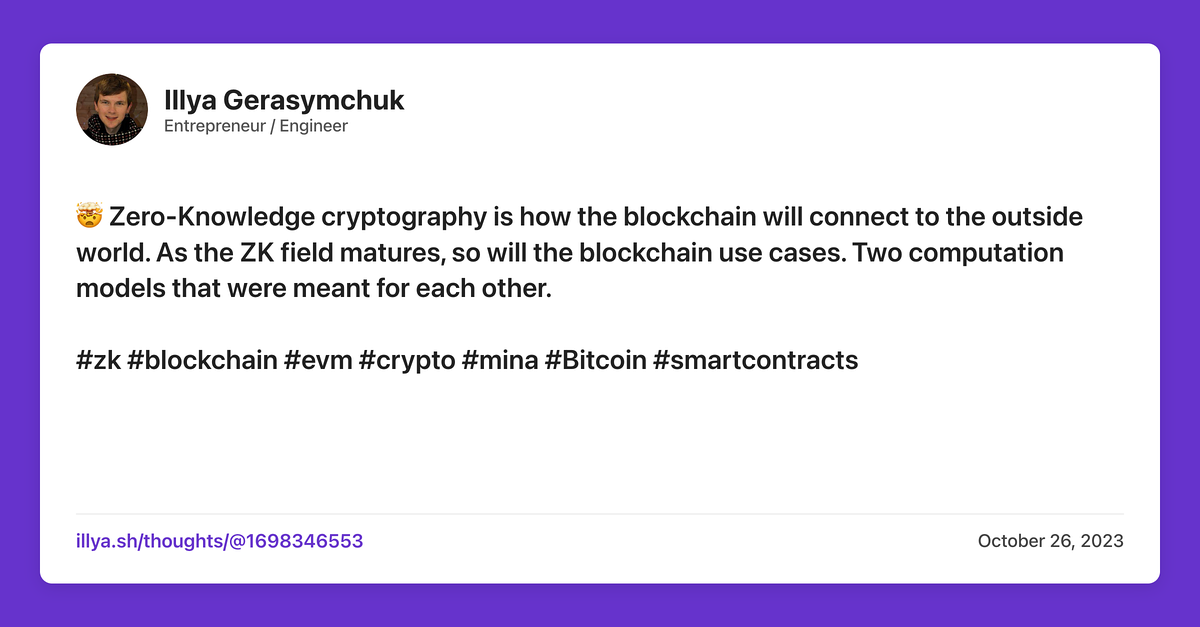 Illya Gerasymchuk
Entrepreneur / Engineer
🤯 Zero-Knowledge cryptography is how the blockchain will connect to the outside
world. As the ZK field matures, so will the blockchain use cases. Two computation
models that were meant for each other.
#zk #blockchain #evm #crypto #mina #Bitcoin #smartcontracts
illya.sh/thoughts/@1698346553
October 26, 2023